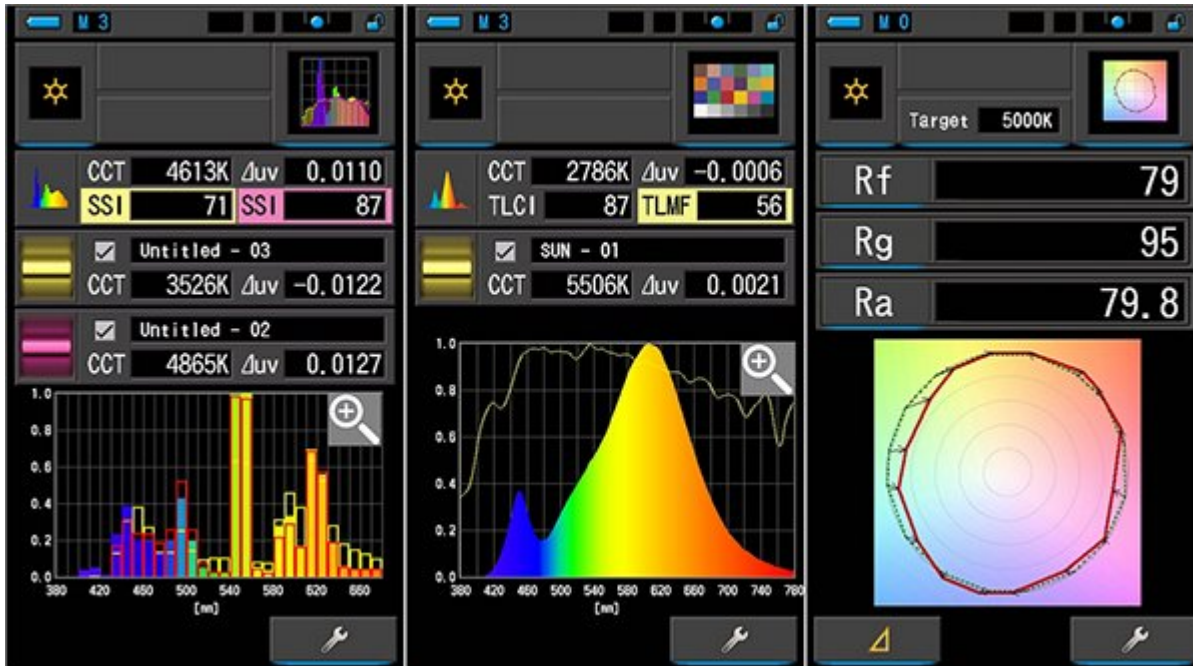 M 3
CCT 4613K ⊿uv 0.0110
SSI 71 SSI 87
Untitled - 03
CCT 3526K ⊿uv -0.0122
Untitled - 02
CCT 4865K ⊿uv 0.0127
1.0
0.8
0.6
0.4
0.2
0.0
380 420 460 500 540 580 620 660
[nm]
M 3
CCT 2786K ⊿uv -0.0006
TLCI 87 TLMF 56
SUN - 01
CCT 5506K ⊿uv 0.0021
1.0
0.8
0.6
0.4
0.2
0.0
380 420 460 500 540 580 620 660 700 740 780
[nm]
M 0
Target 5000K
Rf 79
Rg 95
Ra 79.8